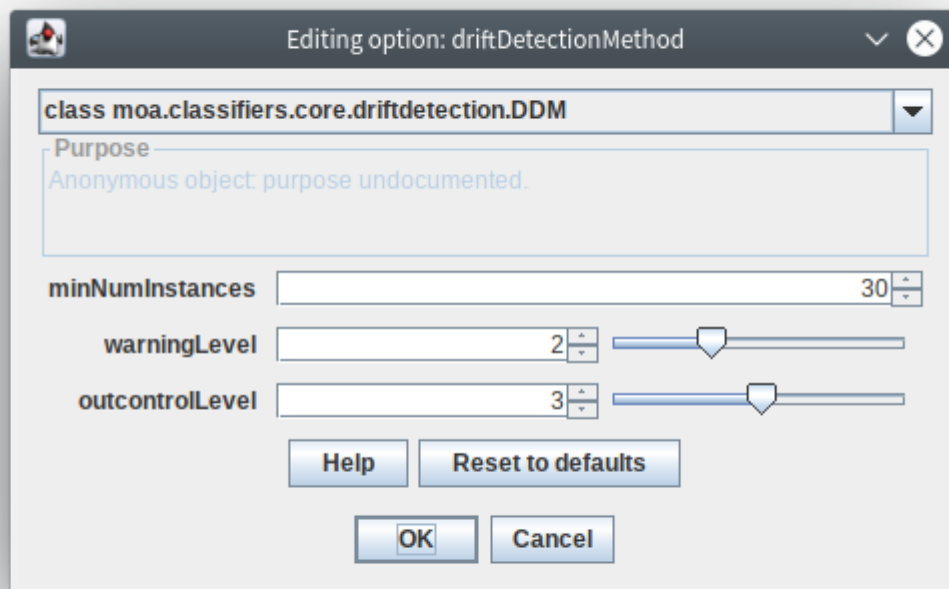 Editing option: driftDetectionMethod
class moa.classifiers.core.driftdetection.DDM
Purpose
Anonymous object: purpose undocumented.
minNumInstances 30
warningLevel 2
outcontrolLevel 3
Help Reset to defaults
OK Cancel